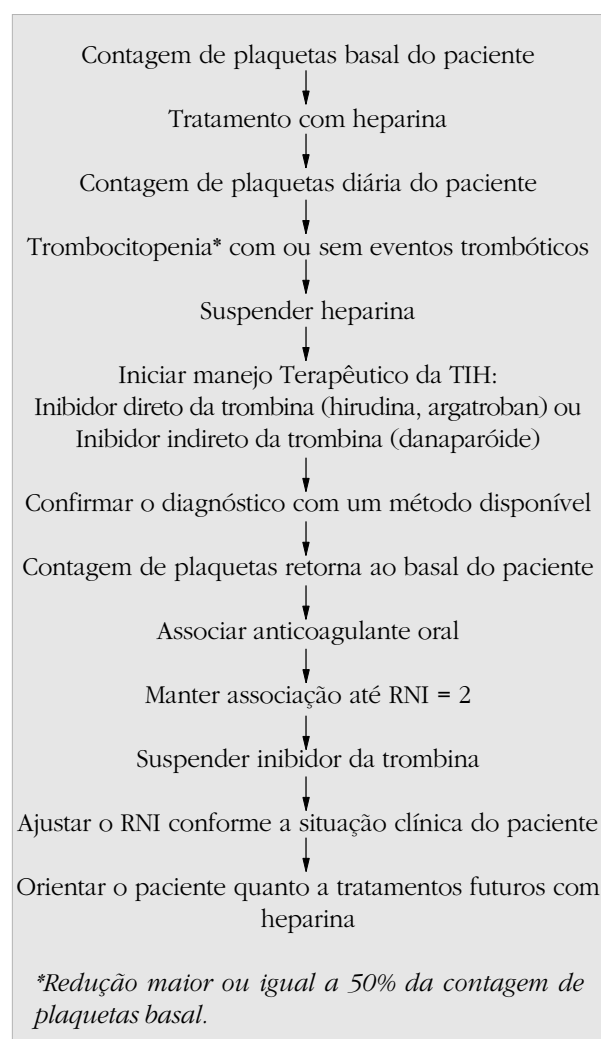 Contagem de plaquetas basal do paciente
Tratamento com heparina
Contagem de plaquetas diária do paciente
Trombocitopenia* com ou sem eventos trombóticos
Suspender heparina
Iniciar manejo Terapêutico da TIH:
Inibidor direto da trombina (hirudina, argatroban) ou
Inibidor indireto da trombina (danaparóide)
Confirmar o diagnóstico com um método disponível
Contagem de plaquetas retorna ao basal do paciente
Associar anticoagulante oral
Manter associação até RNI = 2
Suspender inibidor da trombina
Ajustar o RNI conforme a situação clínica do paciente
Orientar o paciente quanto a tratamentos futuros com
heparina
*Redução maior ou igual a 50% da contagem de
plaquetas basal.